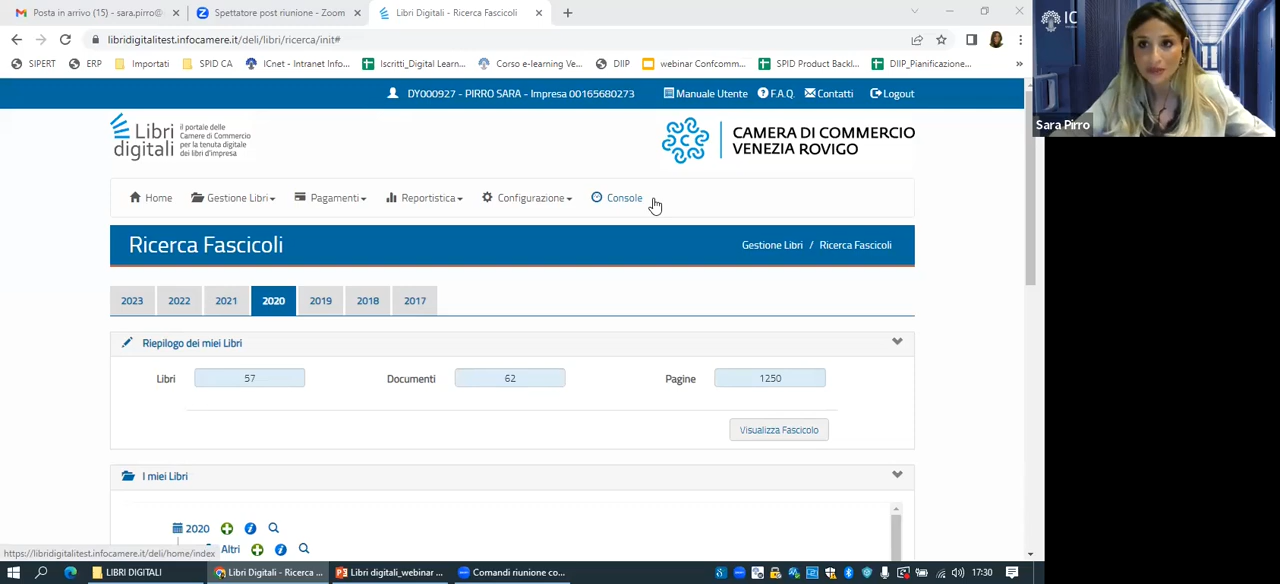 Posta in arrivo (15) - sara.pirro@
Spettatore post riunione - Zoom
Libri Digitali - Ricerca Fascicoli
libridigitalitest.infocamere.it/deli/libri/ricerca/init#
SIPERT ERP Importati SPID CA ICnet - Intranet Info... Iscritti_Digital Learn... Corso e-learning Ve... DIIP webinar Confcomm... SPID Product Backl... DIIP_Pianificazione... »
IC
Sara Pirro
DY000927 - PIRRO SARA - Impresa 00165680273 Manuale Utente F.A.Q. Contatti Logout
Libri
digitali
il portale delle
Camere di Commercio
per la tenuta digitale
dei libri d'impresa
CAMERA DI COMMERCIO
VENEZIA ROVIGO
Home Gestione Libri Pagamenti Reportistica Configurazione Console
Ricerca Fascicoli
Gestione Libri / Ricerca Fascicoli
2023 2022 2021 2020 2019 2018 2017
Riepilogo dei miei Libri
Libri 57 Documenti 62 Pagine 1250
Visualizza Fascicolo
I miei Libri
2020
Altri
https://libridigitalitest.infocamere.it/deli/home/index
LIBRI DIGITALI Libri Digitali - Ricerca ... Libri digitali_webinar ... Comandi riunione co... 17:30